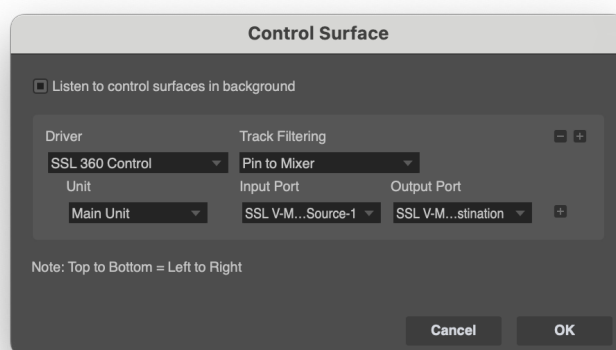 Control Surface
Listen to control surfaces in background
Driver Track Filtering
SSL 360 Control Pin to Mixer
Unit Input Port Output Port
Main Unit SSL V-M...Source-1 SSL V-M...stination
Note: Top to Bottom = Left to Right
Cancel OK